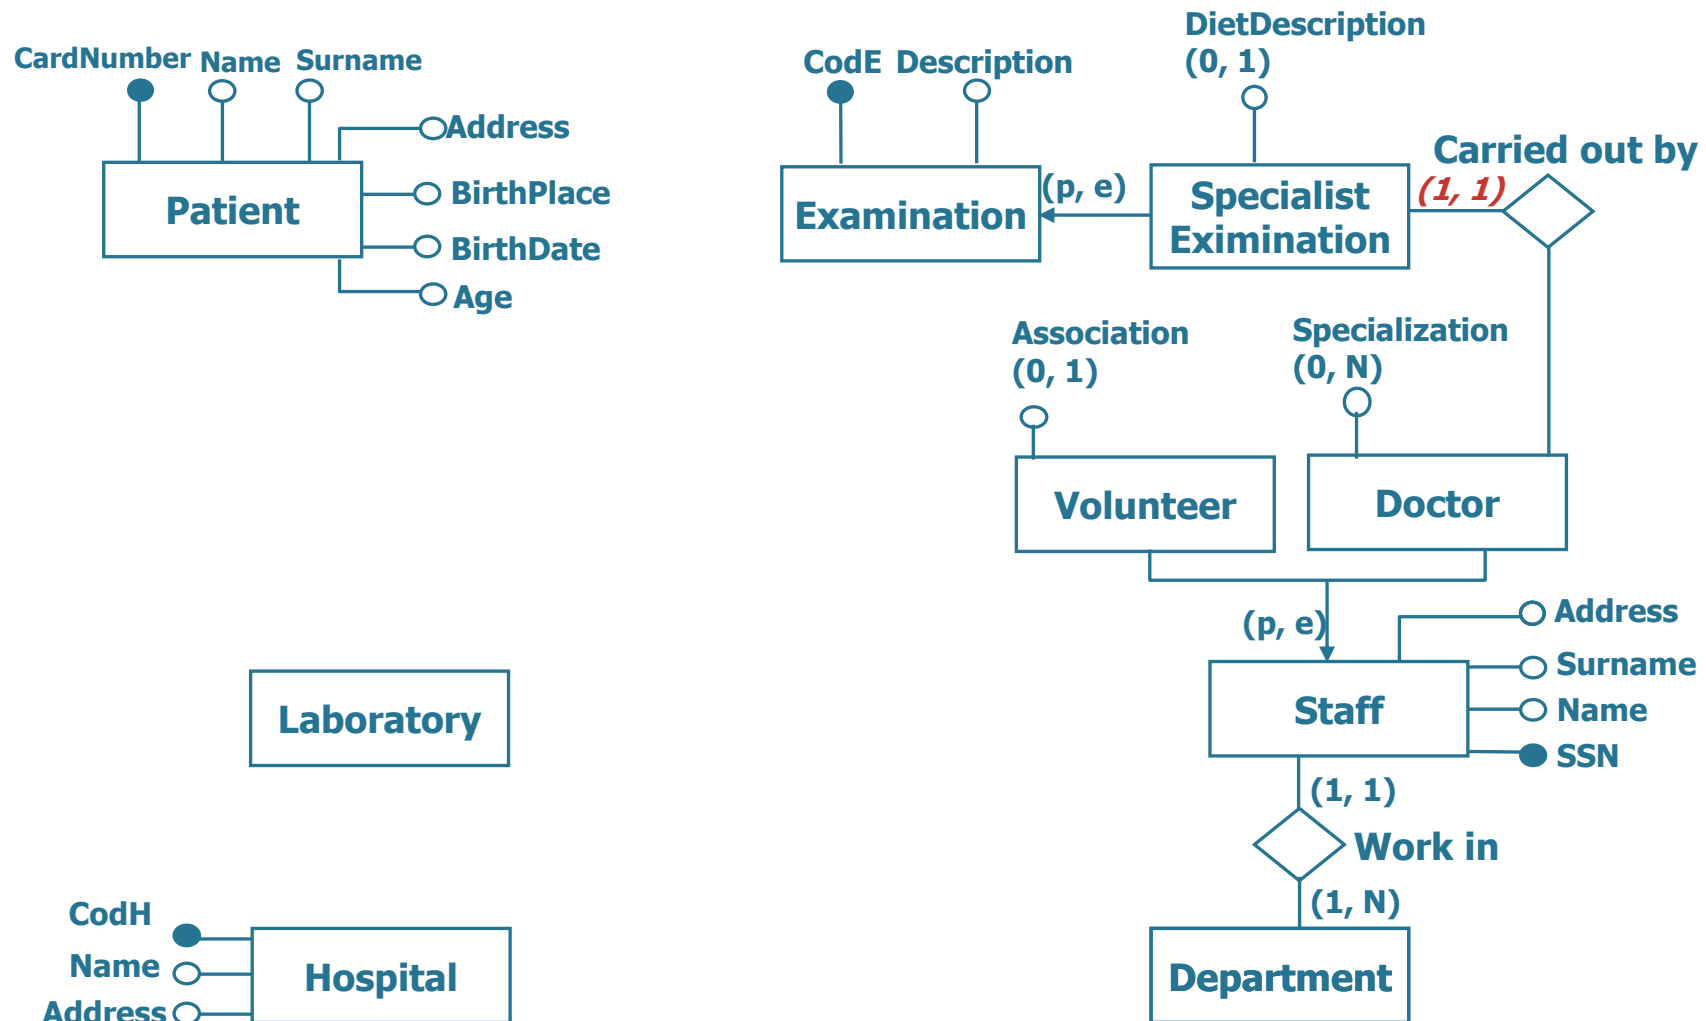 CardNumber Name Surname
Address
BirthPlace
BirthDate
Age
Patient
CodE Description
DietDescription
(0, 1)
Examination
(p, e)
Specialist
Eximination
(1, 1)
Carried out by
Association
(0, 1)
Specialization
(0, N)
Volunteer
Doctor
(p, e)
Staff
Address
Surname
Name
SSN
(1, 1)
Work in
(1, N)
Department
Laboratory
CodH
Name
Address
Hospital